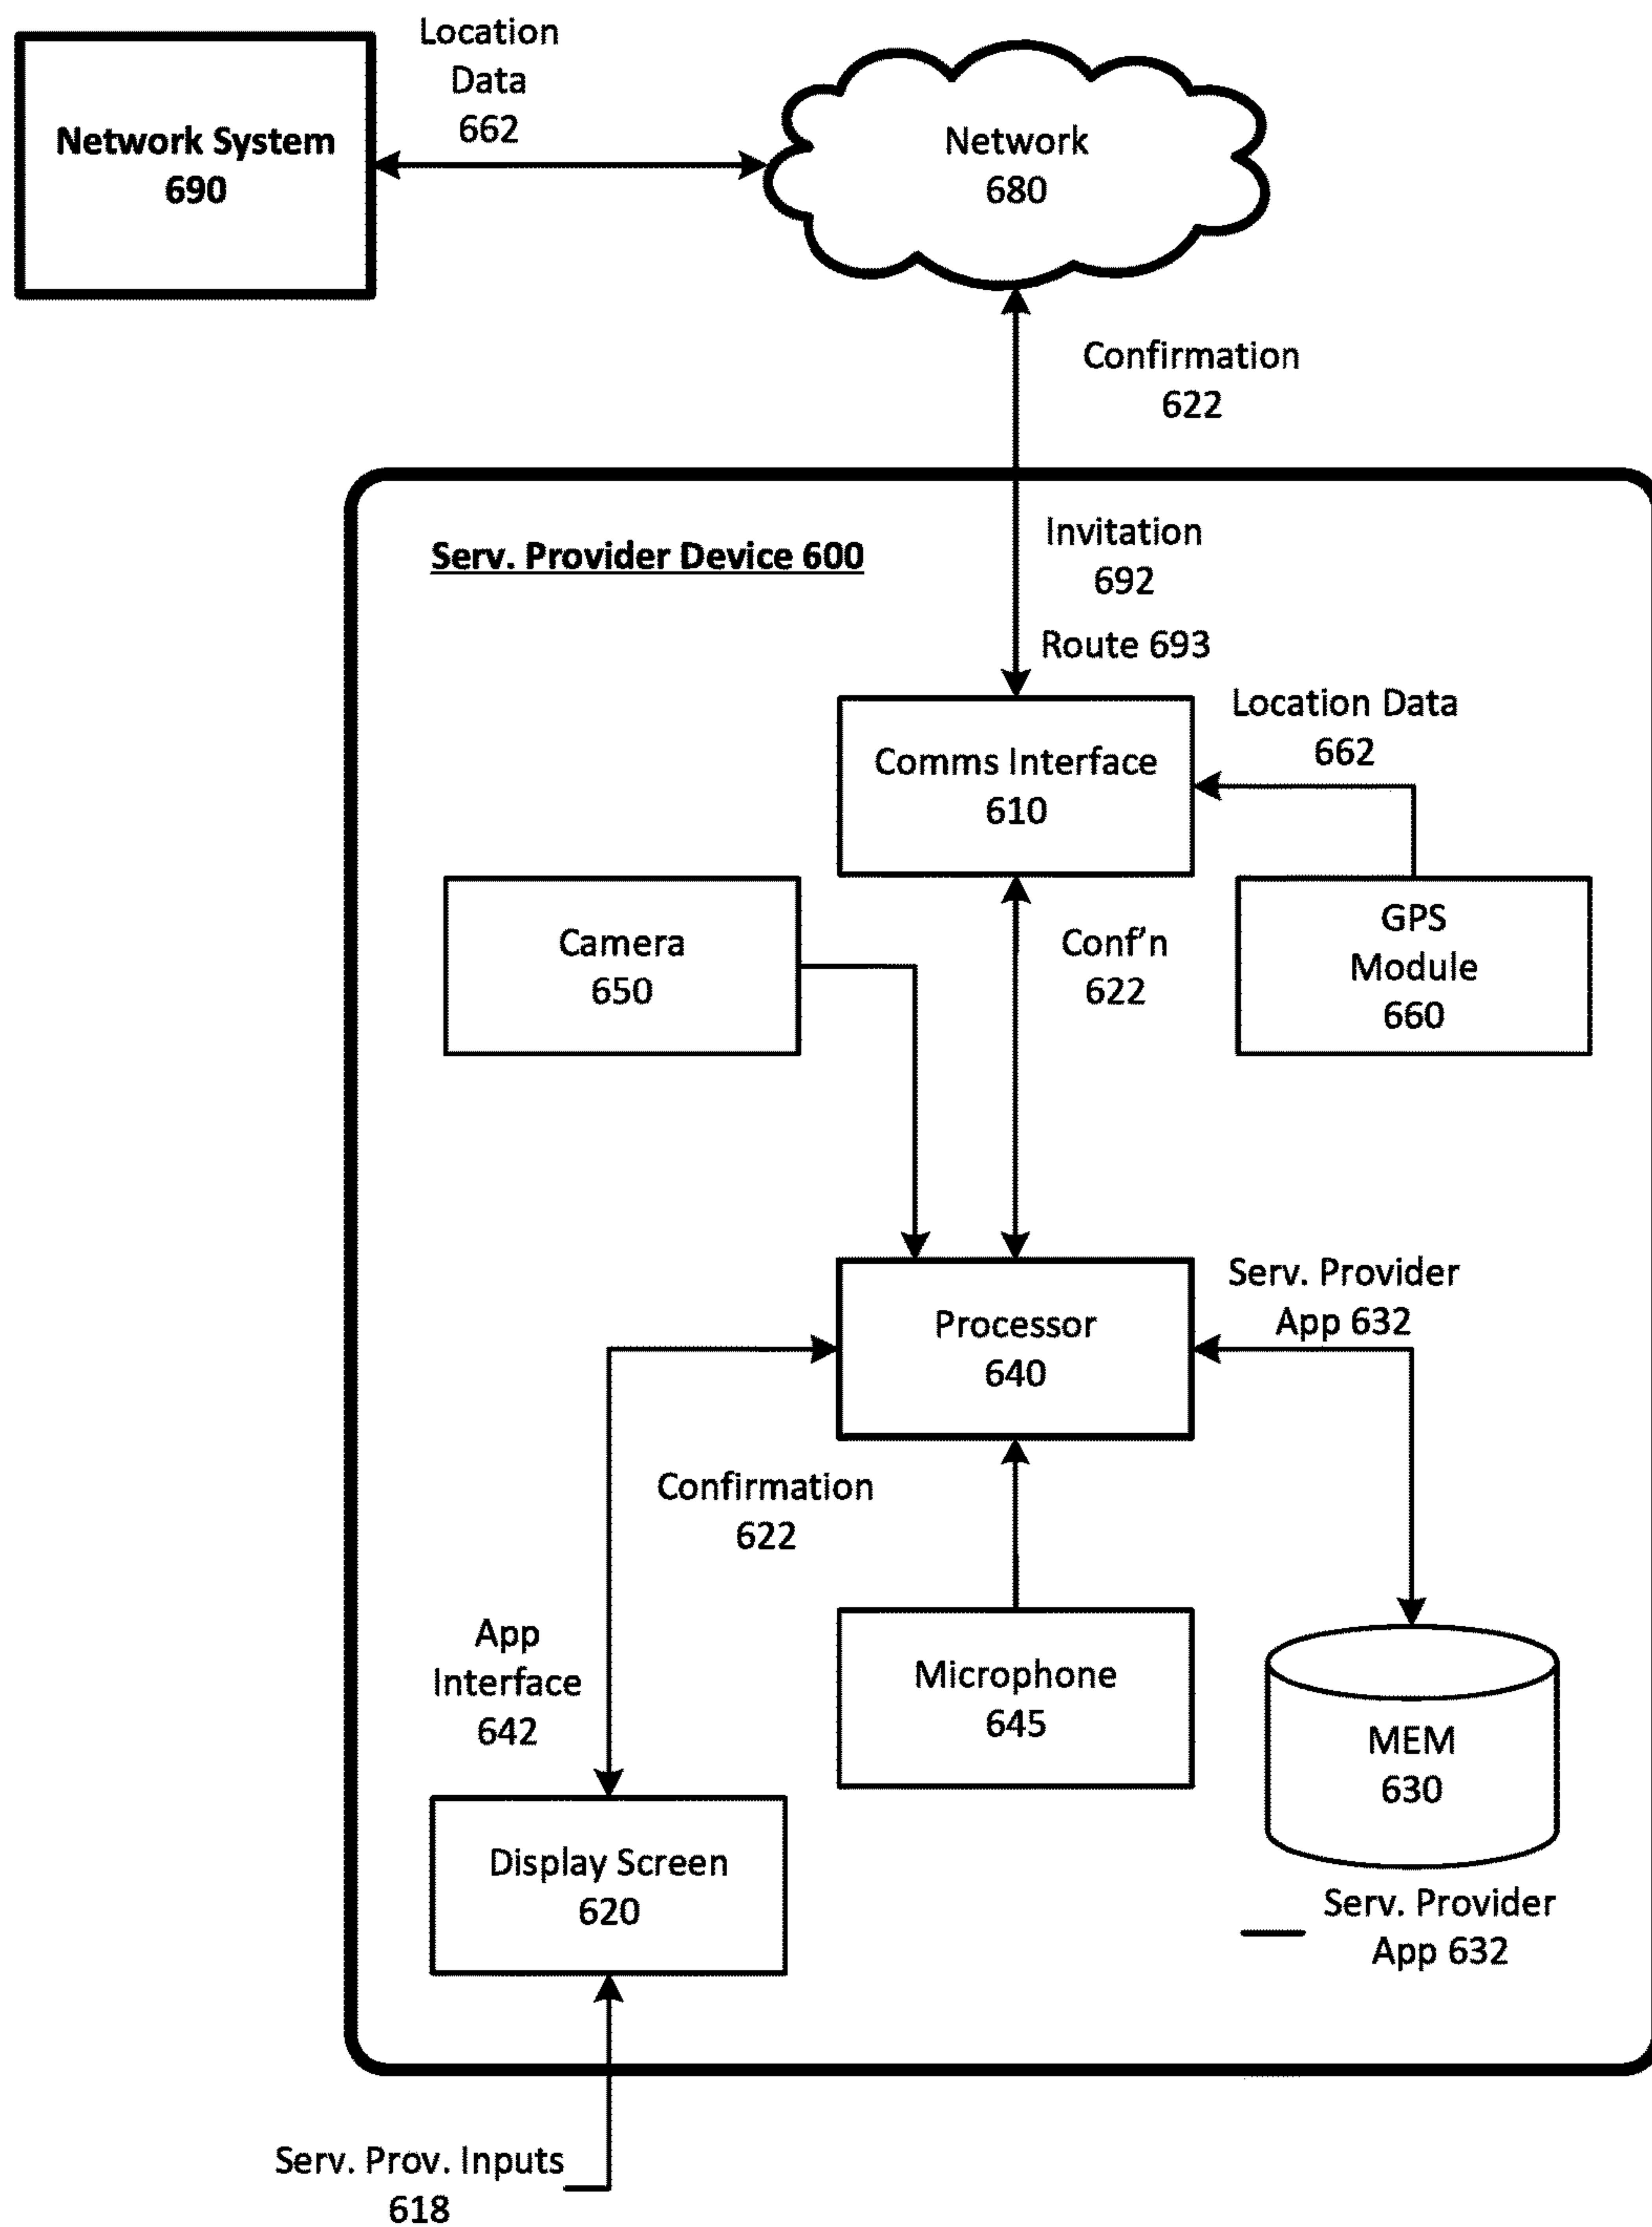 Location
Data
662
Network System
690
Network
680
Confirmation
622
Serv. Provider Device 600
Invitation
692
Route 693
Location Data
662
Comms Interface
610
Camera
650
Conf'n
622
GPS
Module
660
Serv. Provider
App 632
Processor
640
Confirmation
622
App
Interface
642
Microphone
645
MEM
630
Display Screen
620
Serv. Provider
App 632
Serv. Prov. Inputs
618